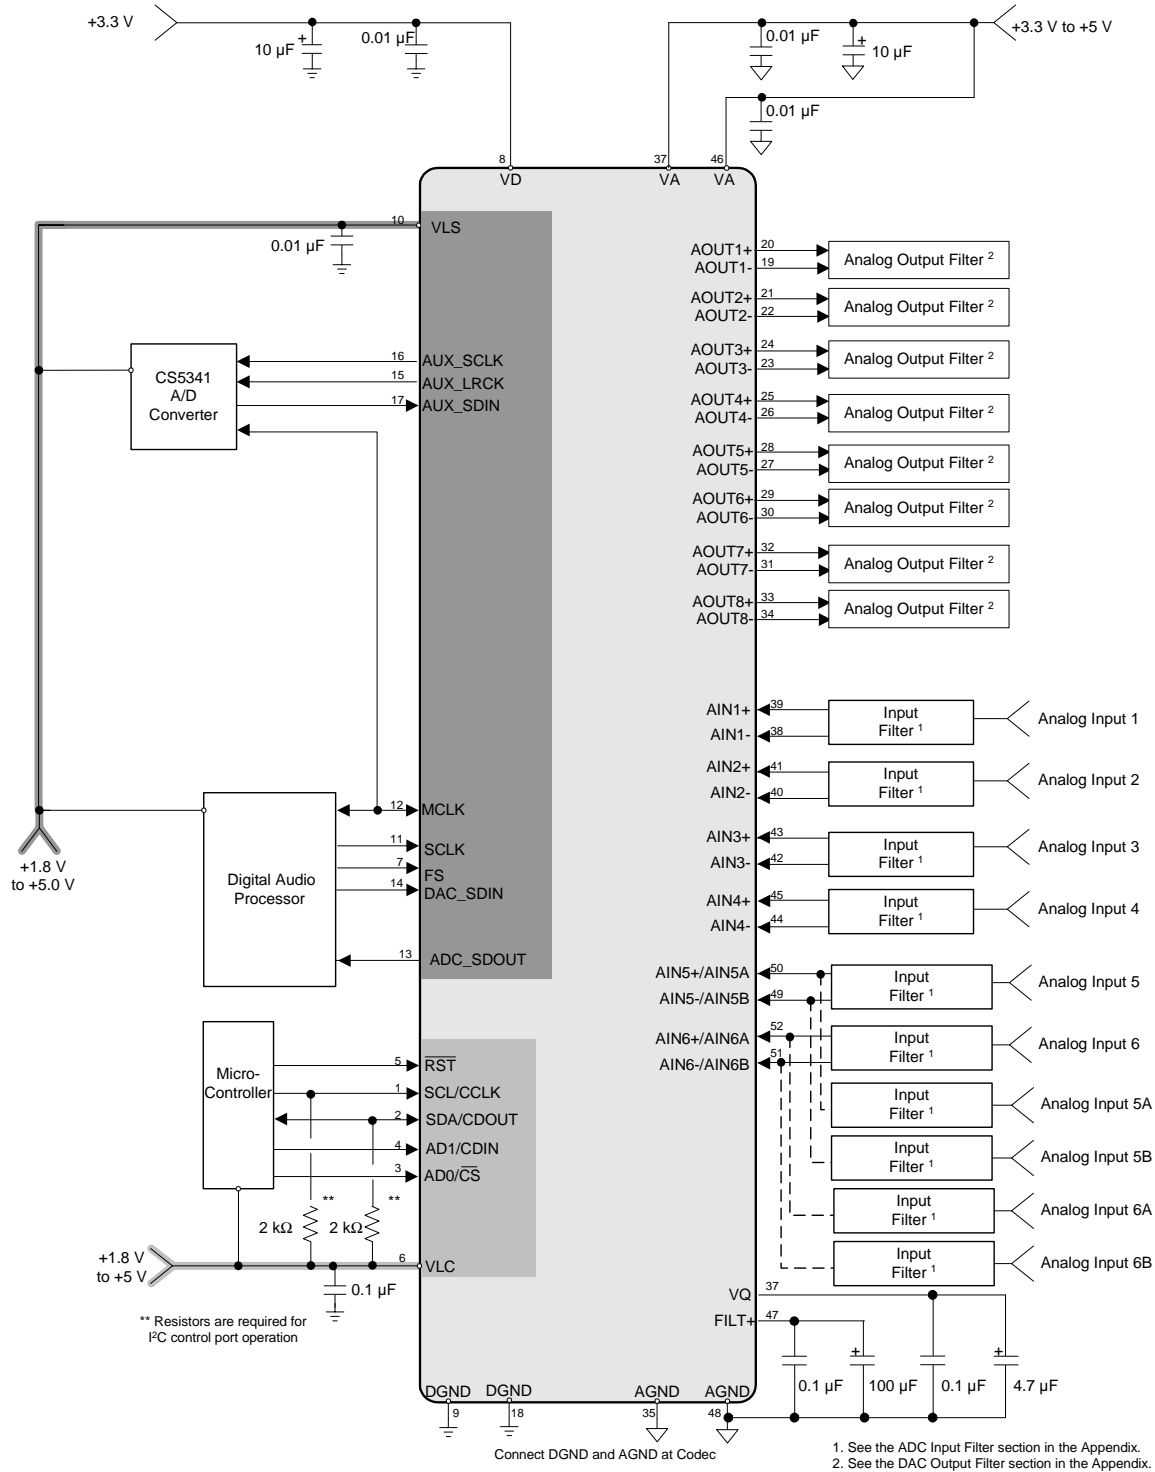 +3.3 V
+
10 µF
0.01 µF
0.01 µF
+
10 µF
+3.3 V to +5 V
0.01 µF
8
VD
37
VA
46
VA
10
VLS
0.01 µF
AOUT1+
20
AOUT1-
19
Analog Output Filter 2
AOUT2+
21
AOUT2-
22
Analog Output Filter 2
AOUT3+
24
AOUT3-
23
Analog Output Filter 2
AOUT4+
25
AOUT4-
26
Analog Output Filter 2
AOUT5+
28
AOUT5-
27
Analog Output Filter 2
AOUT6+
29
AOUT6-
30
Analog Output Filter 2
AOUT7+
32
AOUT7-
31
Analog Output Filter 2
AOUT8+
33
AOUT8-
34
Analog Output Filter 2
CS5341
A/D
Converter
16
AUX_SCLK
15
AUX_LRCK
17
AUX_SDIN
+1.8 V
to +5.0 V
Digital Audio
Processor
12
MCLK
11
SCLK
7
FS
14
DAC_SDIN
13
ADC_SDOUT
AIN1+
39
AIN1-
38
Input
Filter 1
Analog Input 1
AIN2+
41
AIN2-
40
Input
Filter 1
Analog Input 2
AIN3+
43
AIN3-
42
Input
Filter 1
Analog Input 3
AIN4+
45
AIN4-
44
Input
Filter 1
Analog Input 4
AIN5+/AIN5A
50
AIN5-/AIN5B
49
Input
Filter 1
Analog Input 5
AIN6+/AIN6A
52
AIN6-/AIN6B
51
Input
Filter 1
Analog Input 6
Input
Filter 1
Analog Input 5A
Input
Filter 1
Analog Input 5B
Input
Filter 1
Analog Input 6A
Input
Filter 1
Analog Input 6B
Micro-
Controller
5
RST
1
SCL/CCLK
2
SDA/CDOUT
4
AD1/CDIN
3
AD0/CS
**
2 kΩ
**
2 kΩ
+1.8 V
to +5 V
6
VLC
0.1 µF
** Resistors are required for
I2C control port operation
VQ
37
FILT+
47
0.1 µF
+
100 µF
0.1 µF
+
4.7 µF
DGND
9
DGND
18
AGND
35
AGND
48
Connect DGND and AGND at Codec
1. See the ADC Input Filter section in the Appendix.
2. See the DAC Output Filter section in the Appendix.